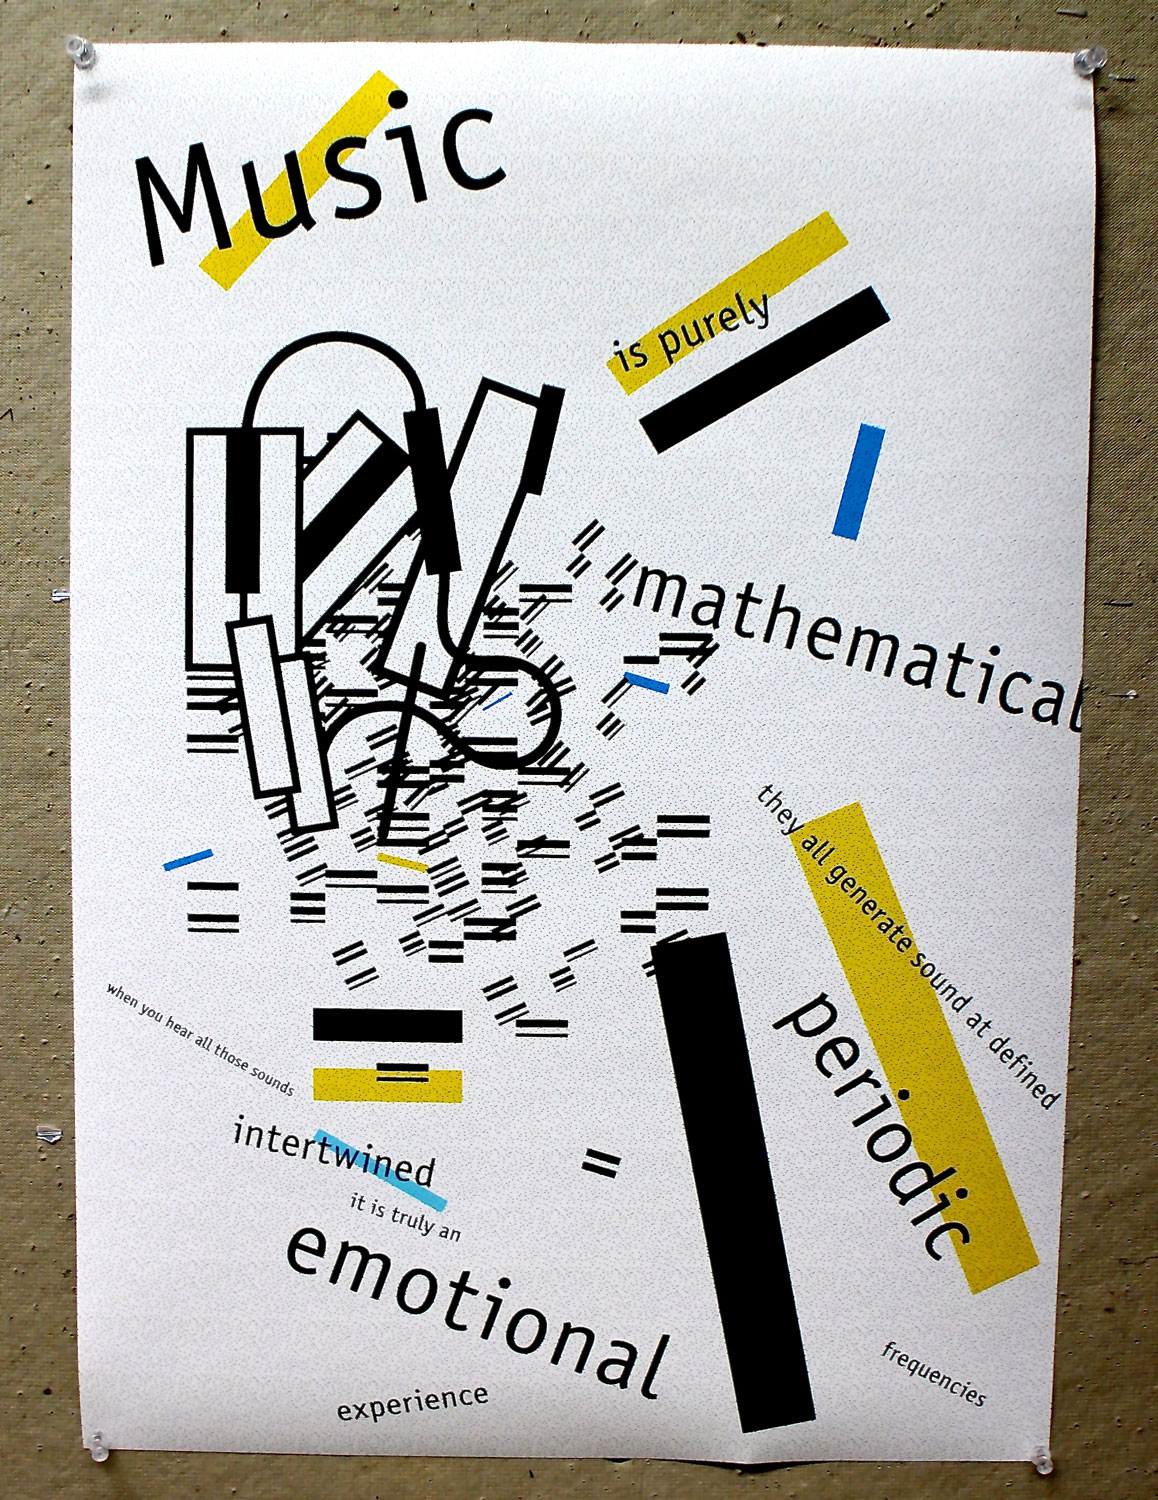 Music
is purely
mathematical
they all generate sound at defined
periodic
frequencies
when you hear all those sounds
intertwined
it is truly an
emotional
experience